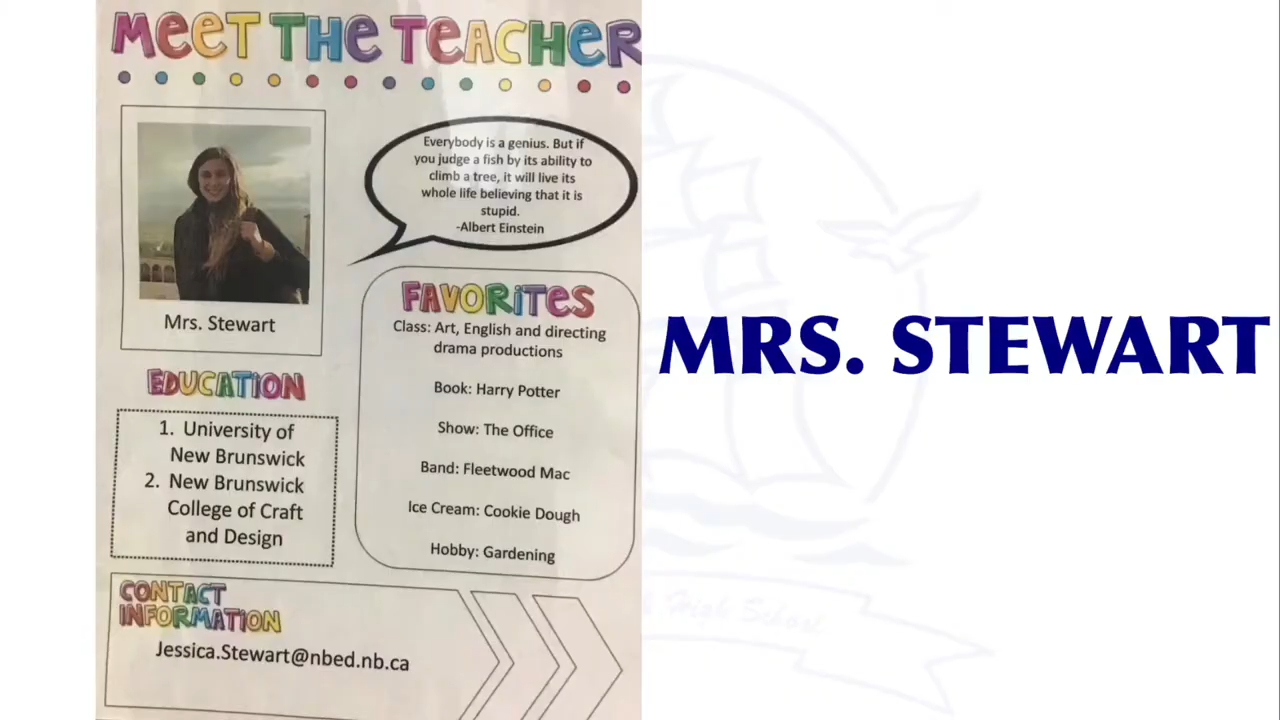 MEET THE TEACHER
Everybody is a genius. But if
you judge a fish by its ability to
climb a tree, it will live its
whole life believing that it is
stupid.
-Albert Einstein
Mrs. Stewart
FAVORITES
Class: Art, English and directing
drama productions
Book: Harry Potter
Show: The Office
Band: Fleetwood Mac
Ice Cream: Cookie Dough
Hobby: Gardening
EDUCATION
1. University of
New Brunswick
2. New Brunswick
College of Craft
and Design
CONTACT
INFORMATION
Jessica.Stewart@nbed.nb.ca
MRS. STEWART
High School